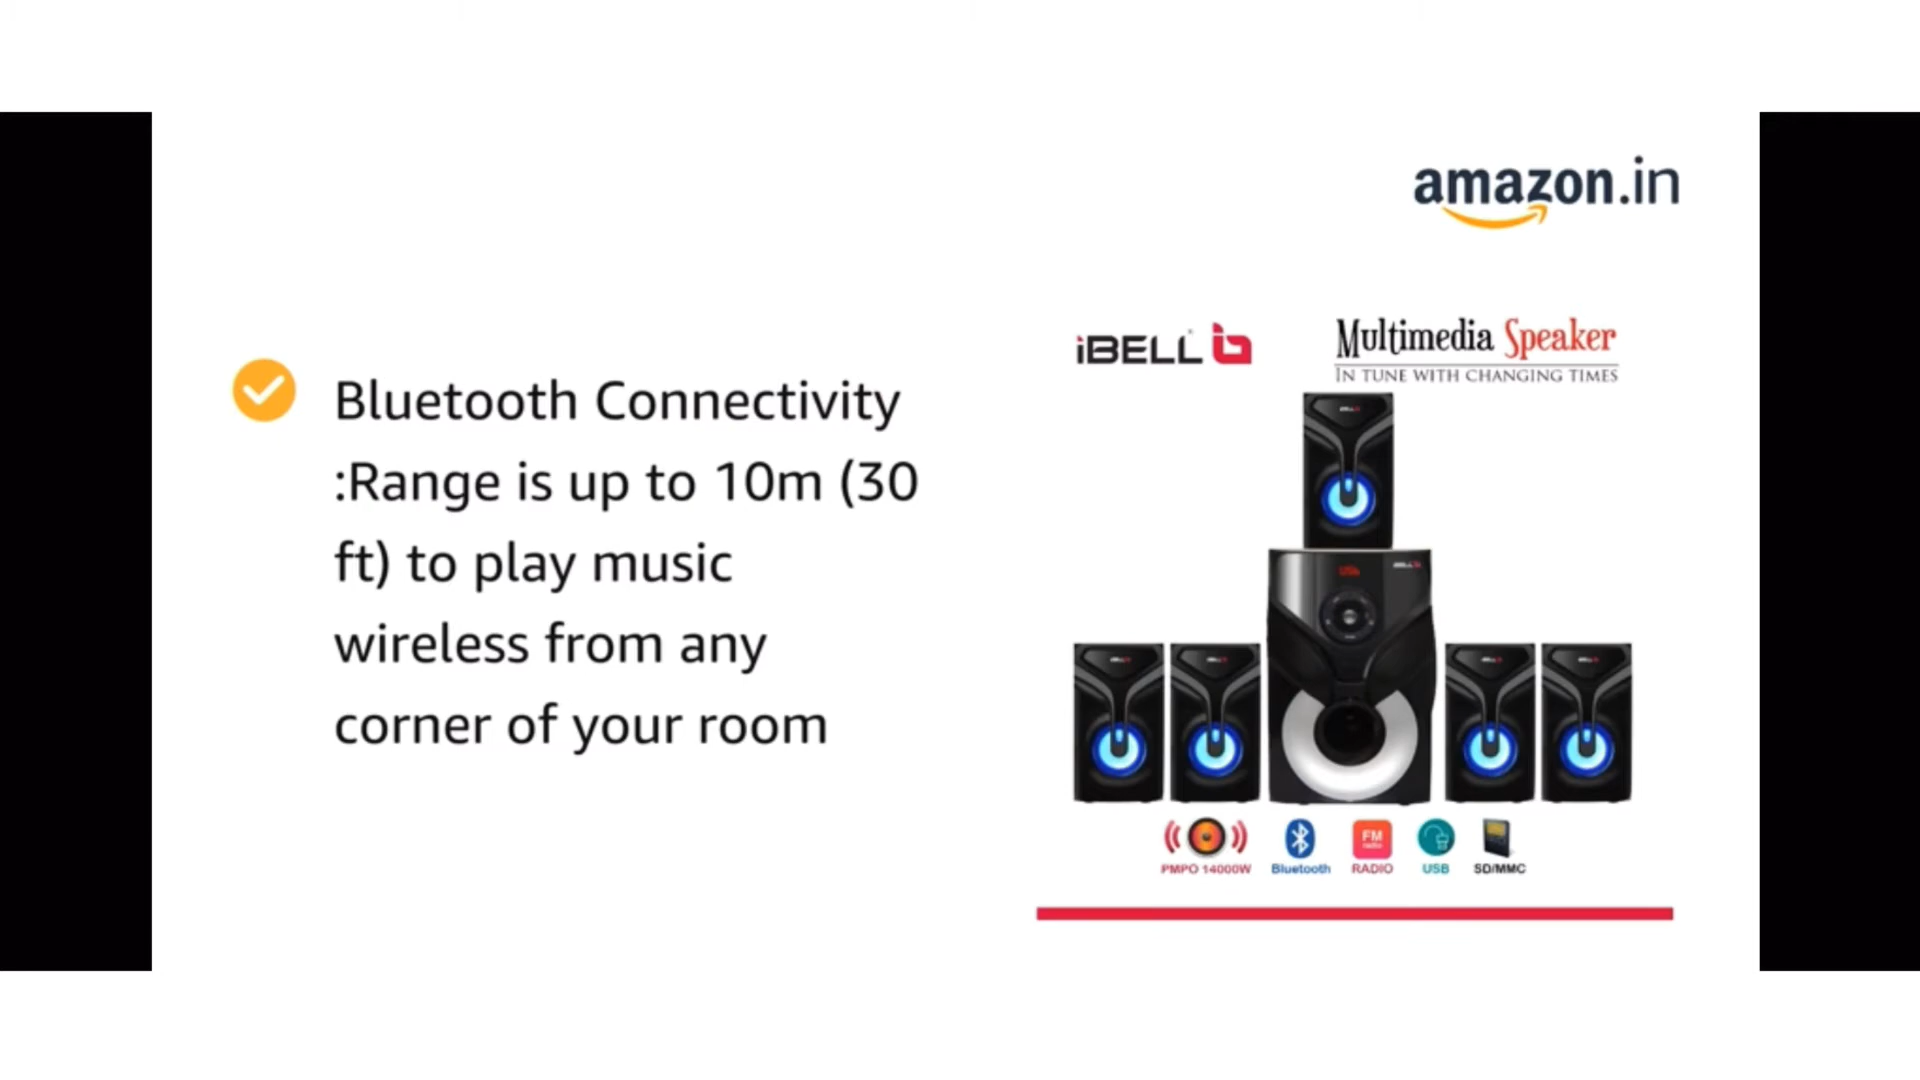 amazon.in
iBELL
Multimedia Speaker
IN TUNE WITH CHANGING TIMES
Bluetooth Connectivity
:Range is up to 10m (30
ft) to play music
wireless from any
corner of your room
FM
radio
PMPO 14000W
Bluetooth
RADIO
USB
SD/MMC